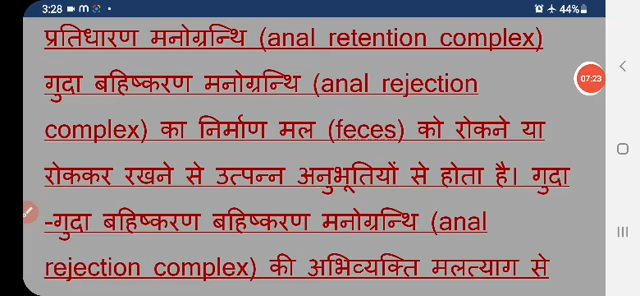 3:28 m 44%
प्रतिधारण मनोग्रन्थि (anal retention complex)
गुदा बहिष्करण मनोग्रन्थि (anal rejection
07:23
complex) का निर्माण मल (feces) को रोकने या
रोककर रखने से उत्पन्न अनुभूतियों से होता है। गुदा
-गुदा बहिष्करण बहिष्करण मनोग्रन्थि (anal
rejection complex) की अभिव्यक्ति मलत्याग से